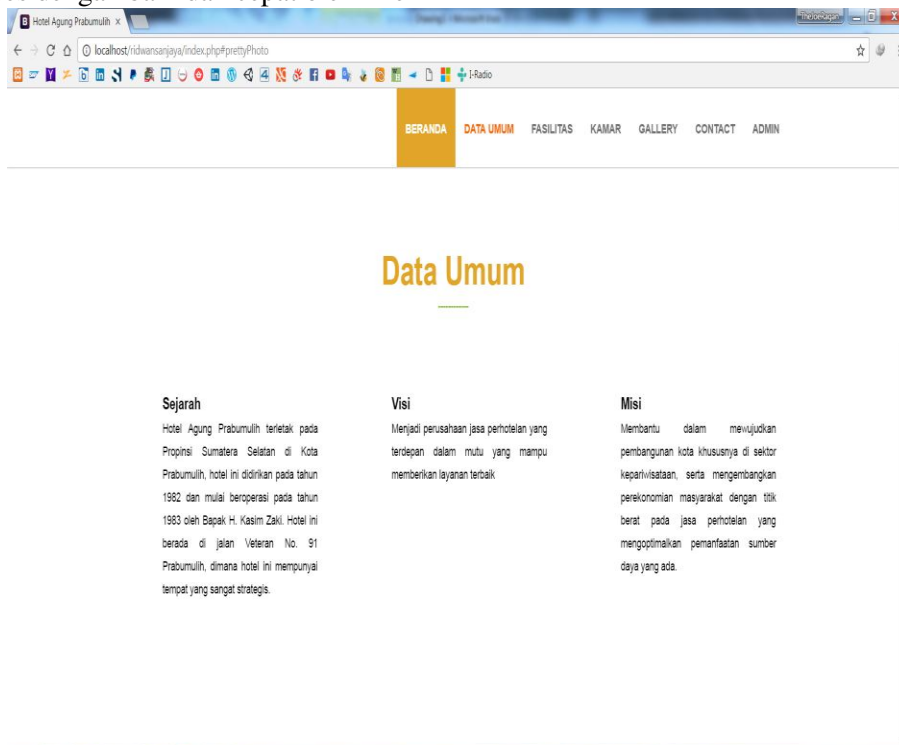 Hotel Agung Prabumulih
localhost/ridwansanjaya/index.php#prettyPhoto
I-Radio
BERANDA DATA UMUM FASILITAS KAMAR GALLERY CONTACT ADMIN
Data Umum
Sejarah
Hotel Agung Prabumulih terletak pada
Propinsi Sumatera Selatan di Kota
Prabumulih, hotel ini didirikan pada tahun
1982 dan mulai beroperasi pada tahun
1983 oleh Bapak H. Kasim Zaki. Hotel ini
berada di jalan Veteran No. 91
Prabumulih, dimana hotel ini mempunyai
tempat yang sangat strategis.
Visi
Menjadi perusahaan jasa perhotelan yang
terdepan dalam mutu yang mampu
memberikan layanan terbaik
Misi
Membantu dalam mewujudkan
pembangunan kota khususnya di sektor
kepariwisataan, serta mengembangkan
perekonomian masyarakat dengan titik
berat pada jasa perhotelan yang
mengoptimalkan pemanfaatan sumber
daya yang ada.